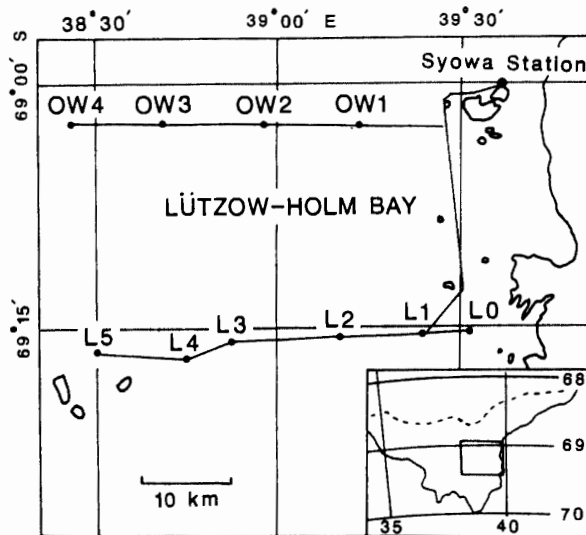 38°30′ 39°00′ E 39°30′
69°00′ S
Syowa Station
OW4 OW3 OW2 OW1
LÜTZOW-HOLM BAY
69°15′
L5 L4 L3 L2 L1 L0
10 km
68
69
70
35 40